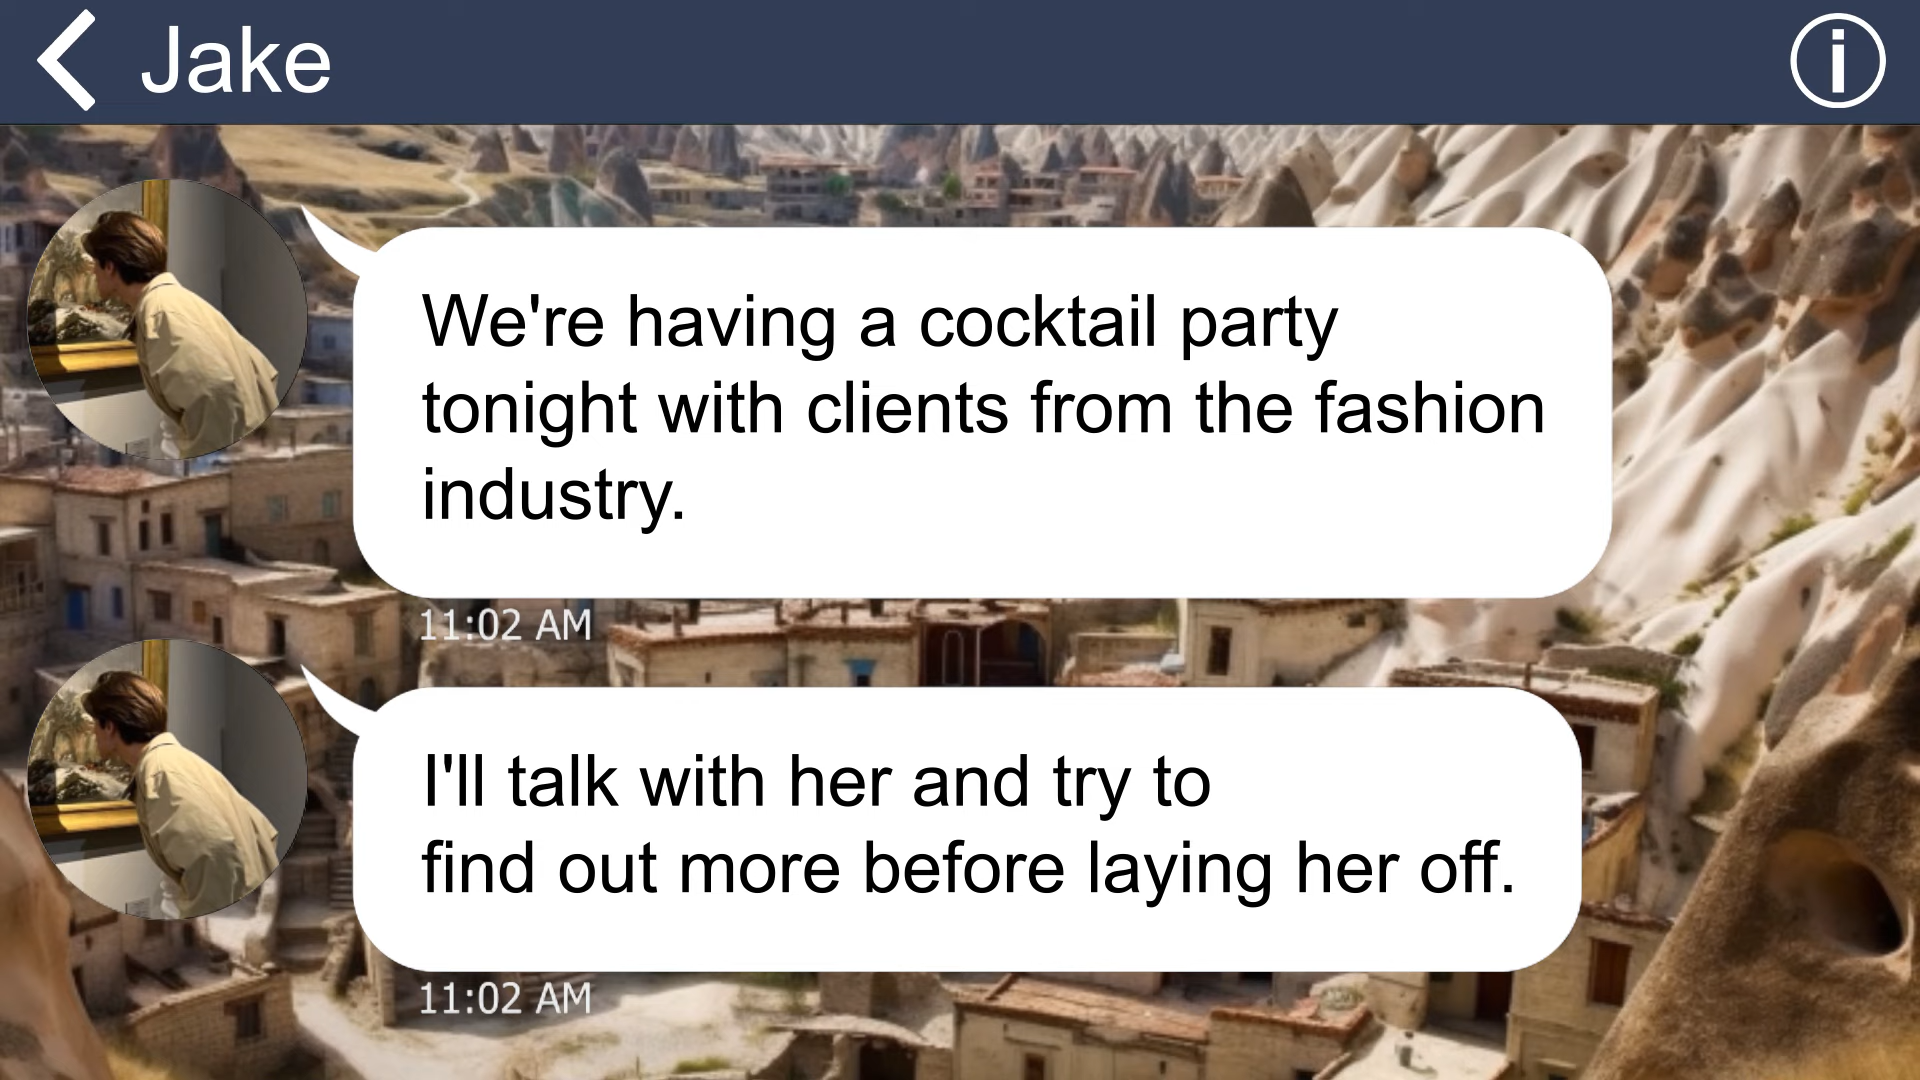 Jake
We're having a cocktail party
tonight with clients from the fashion
industry.
11:02 AM
I'll talk with her and try to
find out more before laying her off.
11:02 AM